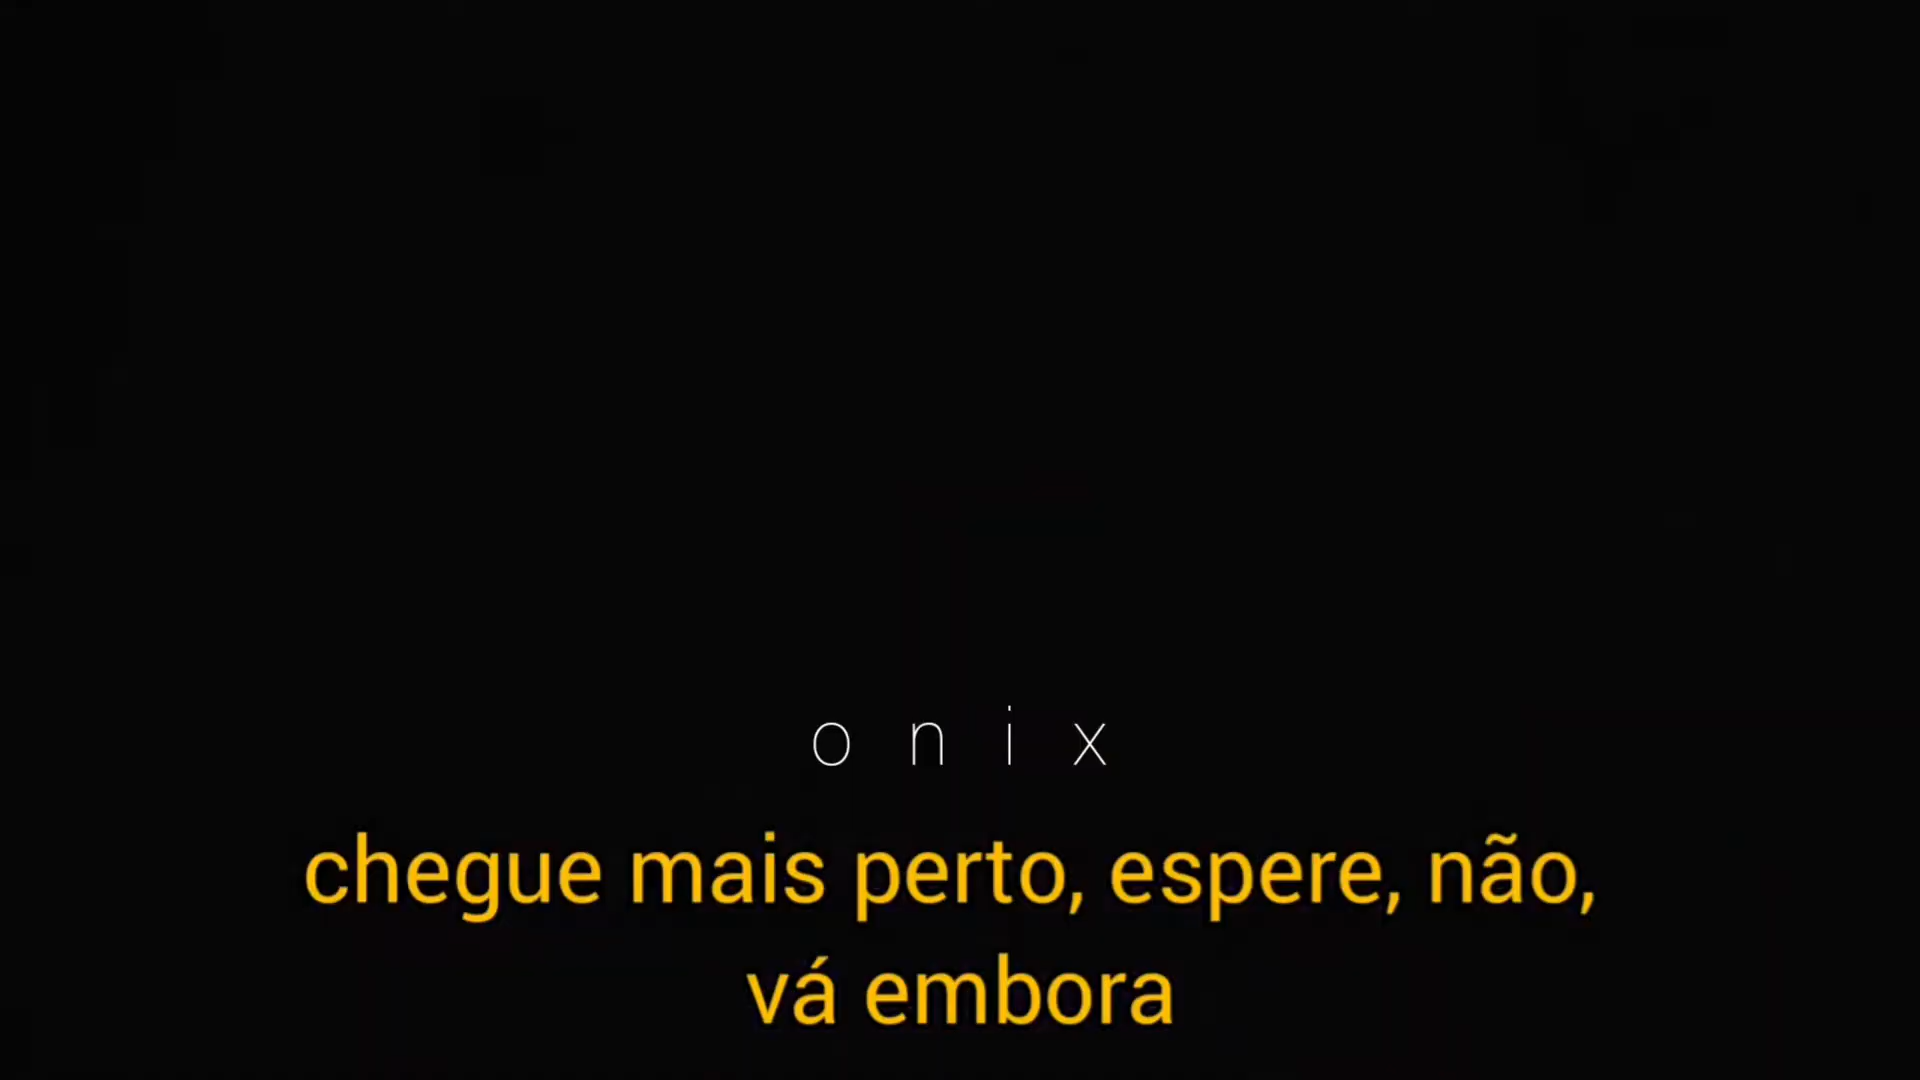 o n i x
chegue mais perto, espere, não,
vá embora